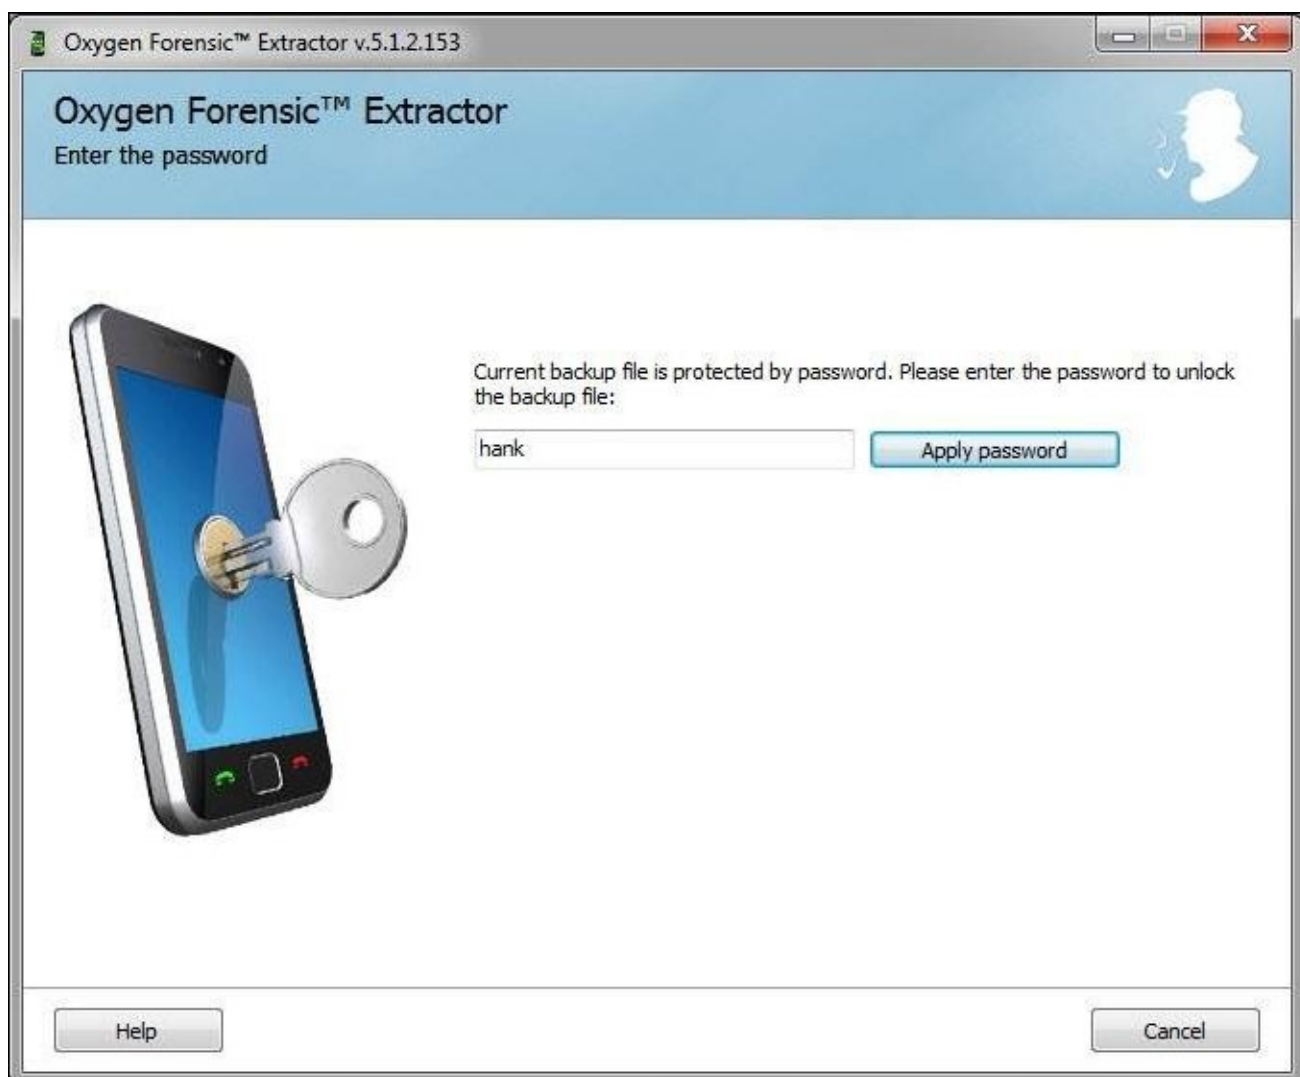 Oxygen Forensic™ Extractor v.5.1.2.153
Oxygen Forensic™ Extractor
Enter the password
Current backup file is protected by password. Please enter the password to unlock
the backup file:
hank
Apply password
Help
Cancel